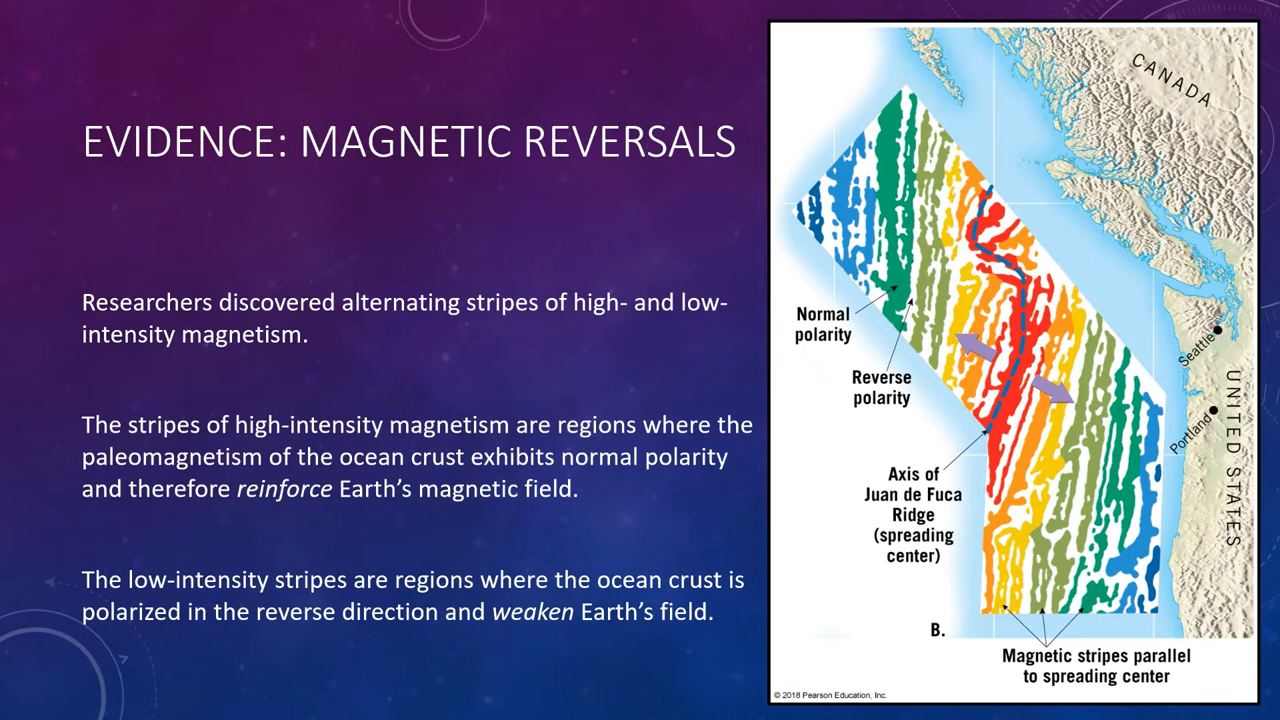 EVIDENCE: MAGNETIC REVERSALS
Researchers discovered alternating stripes of high- and low-
intensity magnetism.
The stripes of high-intensity magnetism are regions where the
paleomagnetism of the ocean crust exhibits normal polarity
and therefore reinforce Earth’s magnetic field.
The low-intensity stripes are regions where the ocean crust is
polarized in the reverse direction and weaken Earth’s field.
CANADA
Normal
polarity
Reverse
polarity
Seattle
Portland
UNITED STATES
Axis of
Juan de Fuca
Ridge
(spreading
center)
B.
Magnetic stripes parallel
to spreading center
© 2018 Pearson Education, Inc.